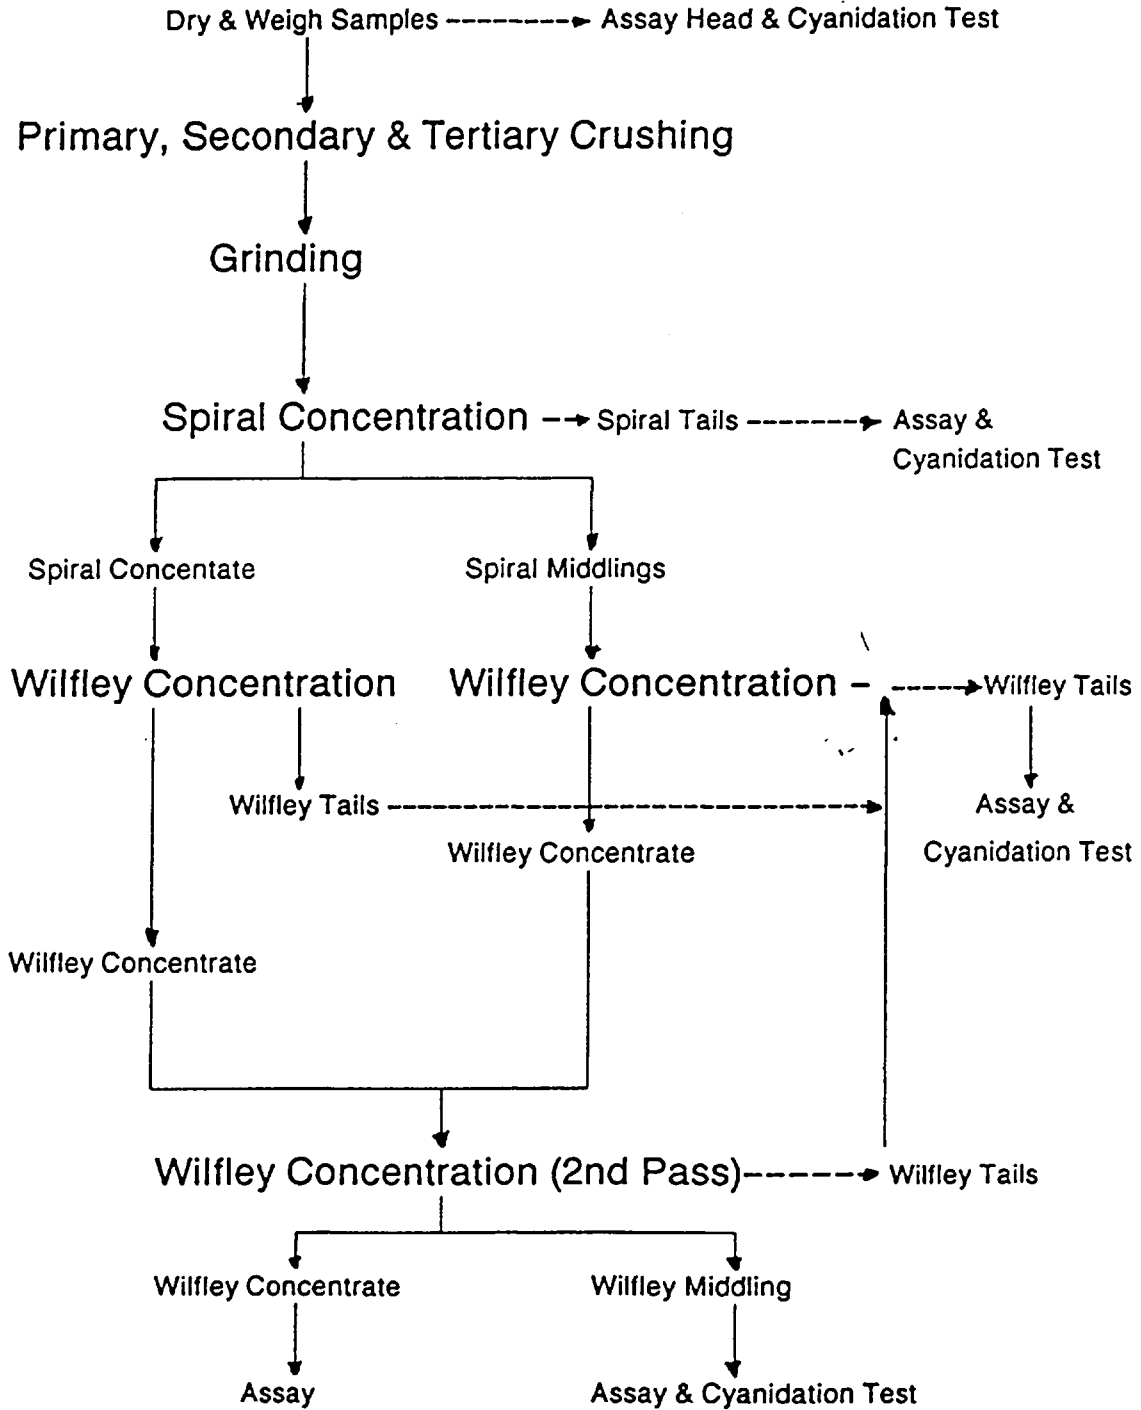 Dry & Weigh Samples
Assay Head & Cyanidation Test
Primary, Secondary & Tertiary Crushing
Grinding
Spiral Concentration
Spiral Tails
Assay &
Cyanidation Test
Spiral Concentate
Spiral Middlings
Wilfley Concentration
Wilfley Concentration -
Wilfley Tails
Wilfley Tails
Assay &
Cyanidation Test
Wilfley Concentrate
Wilfley Concentrate
Wilfley Concentration (2nd Pass)
Wilfley Tails
Wilfley Concentrate
Wilfley Middling
Assay
Assay & Cyanidation Test